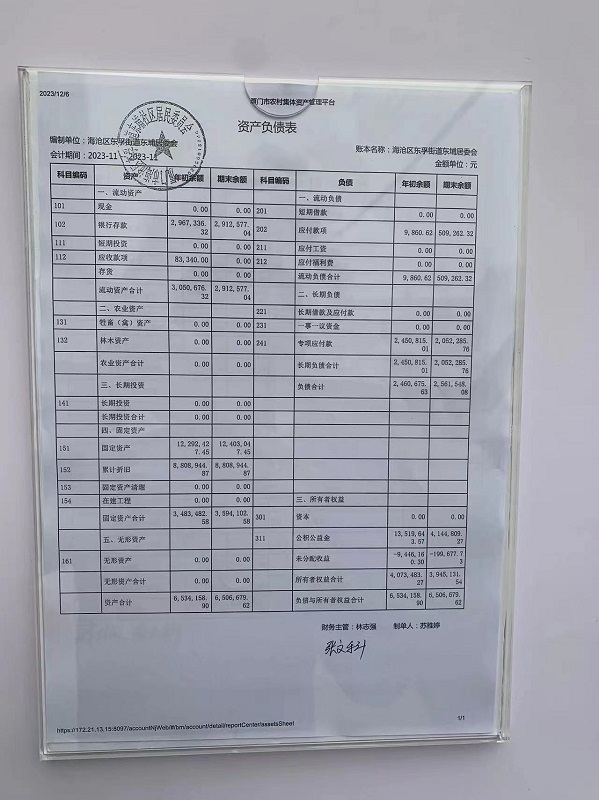 2023/12/6
厦门市农村集体资产管理平台
资产负债表
编制单位：海沧区东孚街道东埔居委会
账本名称：海沧区东孚街道东埔居委会
会计期间：2023-11 2023-11
金额单位：元
科目编码 资产 年初余额 期末余额 科目编码 负债 年初余额 期末余额
一、流动资产 一、流动负债
101 现金 0.00 0.00 201 短期借款 0.00 0.00
102 银行存款 2,967,336.32 2,912,577.04 202 应付款项 9,860.62 509,262.32
111 短期投资 0.00 0.00 211 应付工资 0.00 0.00
112 应收款项 83,340.00 0.00 212 应付福利费 0.00 0.00
存货 0.00 0.00 流动负债合计 9,860.62 509,262.32
流动资产合计 3,050,676.32 2,912,577.04 二、长期负债
二、农业资产 221 长期借款及应付款 0.00 0.00
131 牲畜（禽）资产 0.00 0.00 231 一事一议资金 0.00 0.00
132 林木资产 0.00 0.00 241 专项应付款 2,450,815.01 2,052,285.76
农业资产合计 0.00 0.00 长期负债合计 2,450,815.01 2,052,285.76
三、长期投资 负债合计 2,460,675.63 2,561,548.08
141 长期投资 0.00 0.00
长期投资合计 0.00 0.00
四、固定资产
151 固定资产 12,292,427.45 12,403,047.45
152 累计折旧 8,808,944.87 8,808,944.87
153 固定资产清理 0.00 0.00
154 在建工程 0.00 0.00 三、所有者权益
固定资产合计 3,483,482.58 3,594,102.58 301 资本 0.00 0.00
五、无形资产 311 公积公益金 13,519,643.57 4,144,809.27
161 无形资产 0.00 0.00 未分配收益 -9,446,160.30 -199,677.73
无形资产合计 0.00 0.00 所有者权益合计 4,073,483.27 3,945,131.54
资产合计 6,534,158.90 6,506,679.62 负债与所有者权益合计 6,534,158.90 6,506,679.62
财务主管：林志强 制单人：苏雅婷
https://172.21.13.15:8097/accountNjWeb/#/bm/account/detail/reportCenter/assetsSheet
1/1